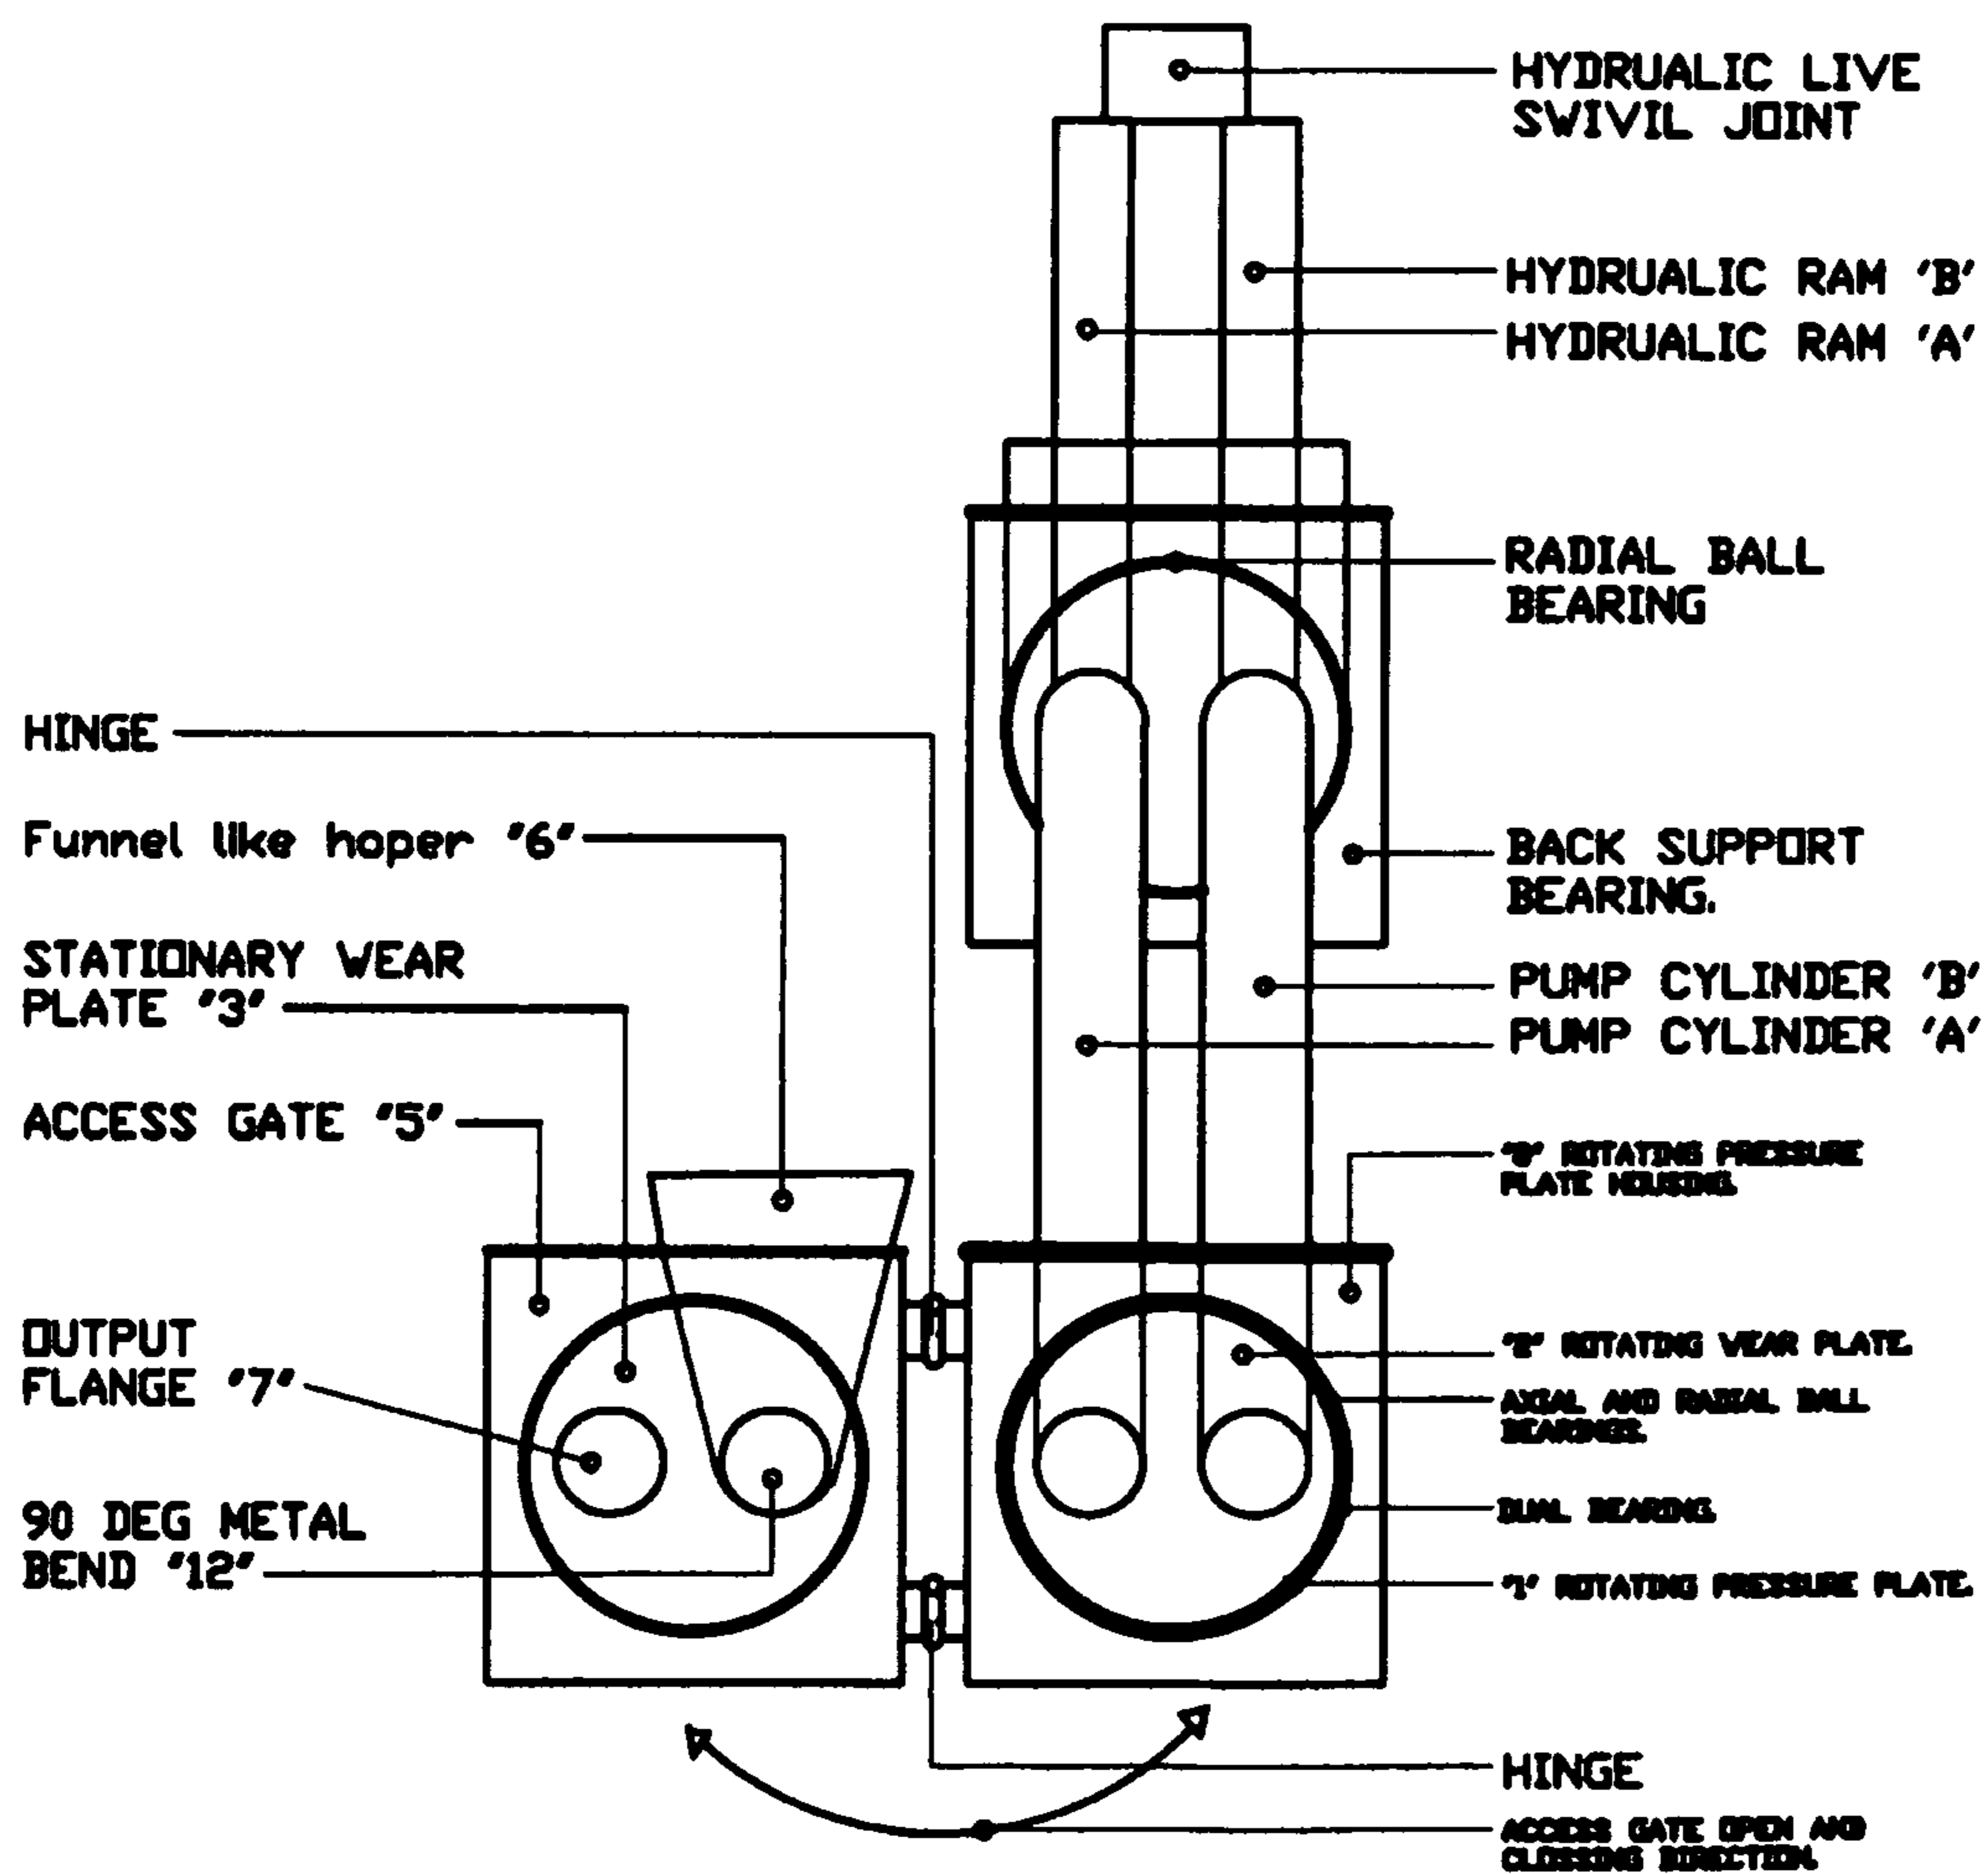 HYDRUALIC LIVE
SWIVIL JOINT
HYDRUALIC RAM 'B'
HYDRUALIC RAM 'A'
RADIAL BALL
BEARING
HINGE
Funnel like hoper "6"
BACK SUPPORT
BEARING.
STATIONARY WEAR
PLATE "3"
PUMP CYLINDER 'B'
PUMP CYLINDER 'A'
ACCESS GATE "5"
ROTATING PRESSURE
PLATE HOUSING.
OUTPUT
FLANGE "7"
ROTATING WEAR PLATE.
AXIAL AND RADIAL BALL
BEARINGS.
90 DEG METAL
BEND "12"
DUAL BEARING.
"1" ROTATING PRESSURE PLATE.
HINGE
ACCESS GATE OPEN AND
CLOSSING DIRECTION.